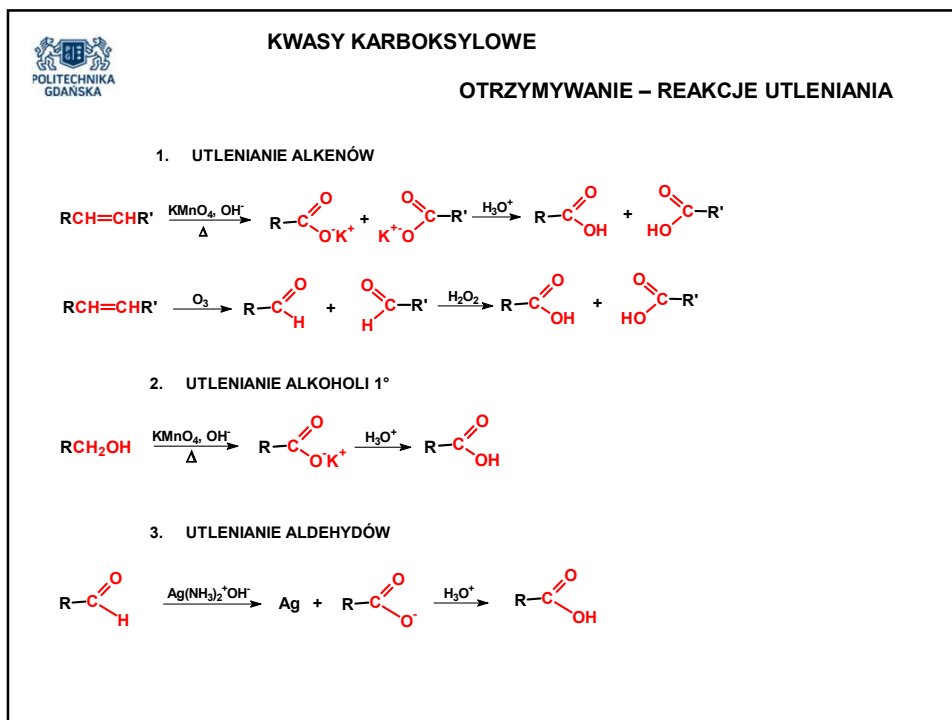 POLITECHNIKA
GDAŃSKA
KWASY KARBOKSYLOWE
OTRZYMYWANIE – REAKCJE UTLENIANIA
1. UTLENIANIE ALKENÓW
RCH=CHR' KMnO₄, OH⁻ Δ R–C O O⁻K⁺ + O C–R' K⁺⁻O H₃O⁺ R–C O OH + O C–R' HO
RCH=CHR' O₃ R–C O H + O C–R' H H₂O₂ R–C O OH + O C–R' HO
2. UTLENIANIE ALKOHOLI 1°
RCH₂OH KMnO₄, OH⁻ Δ R–C O O⁻K⁺ H₃O⁺ R–C O OH
3. UTLENIANIE ALDEHYDÓW
R–C O H Ag(NH₃)₂⁺OH⁻ Ag + R–C O O⁻ H₃O⁺ R–C O OH